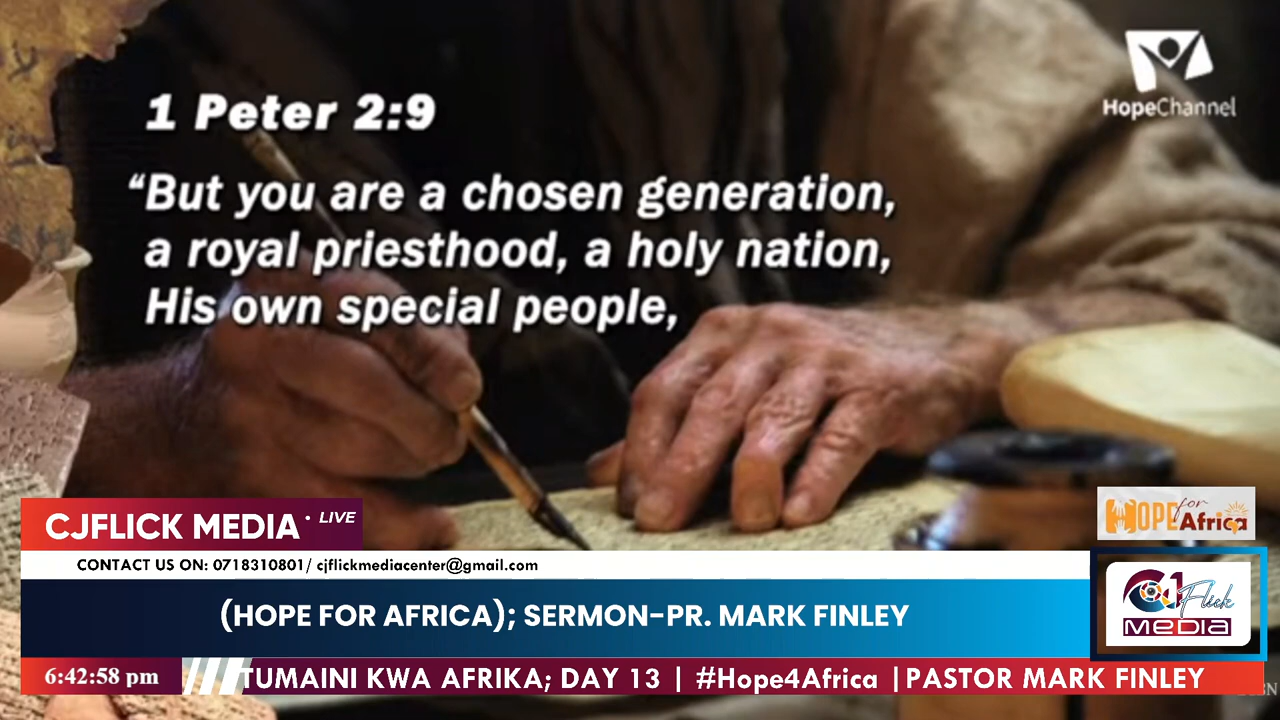 HopeChannel
1 Peter 2:9
“But you are a chosen generation,
a royal priesthood, a holy nation,
His own special people,
CJFLICK MEDIA • LIVE
Hope for Africa
CONTACT US ON: 0718310801/ cjflickmediacenter@gmail.com
(HOPE FOR AFRICA); SERMON-PR. MARK FINLEY
Flick
MEDIA
6:42:58 pm
TUMAINI KWA AFRIKA; DAY 13 | #Hope4Africa |PASTOR MARK FINLEY